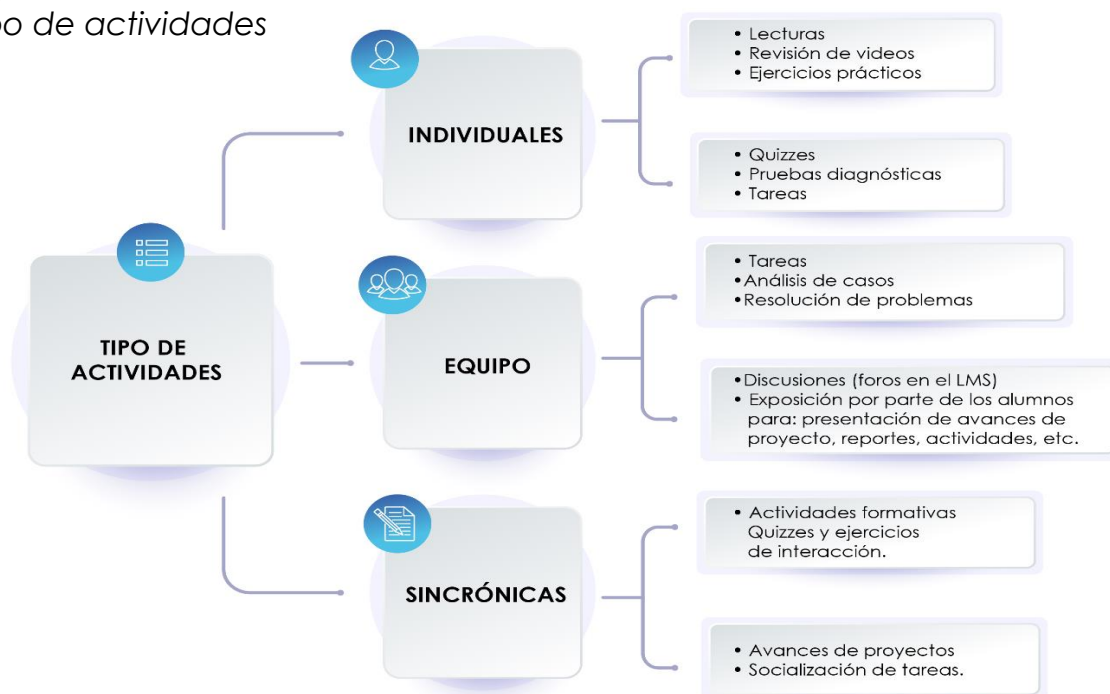 de actividades
• Lecturas
• Revisión de videos
• Ejercicios prácticos
INDIVIDUALES
• Quizzes
• Pruebas diagnósticas
• Tareas
TIPO DE
ACTIVIDADES
• Tareas
•Análisis de casos
•Resolución de problemas
EQUIPO
•Discusiones (foros en el LMS)
• Exposición por parte de los alumnos
para: presentación de avances de
proyecto, reportes, actividades, etc.
• Actividades formativas
Quizzes y ejercicios
de interacción.
SINCRÓNICAS
• Avances de proyectos
• Socialización de tareas.